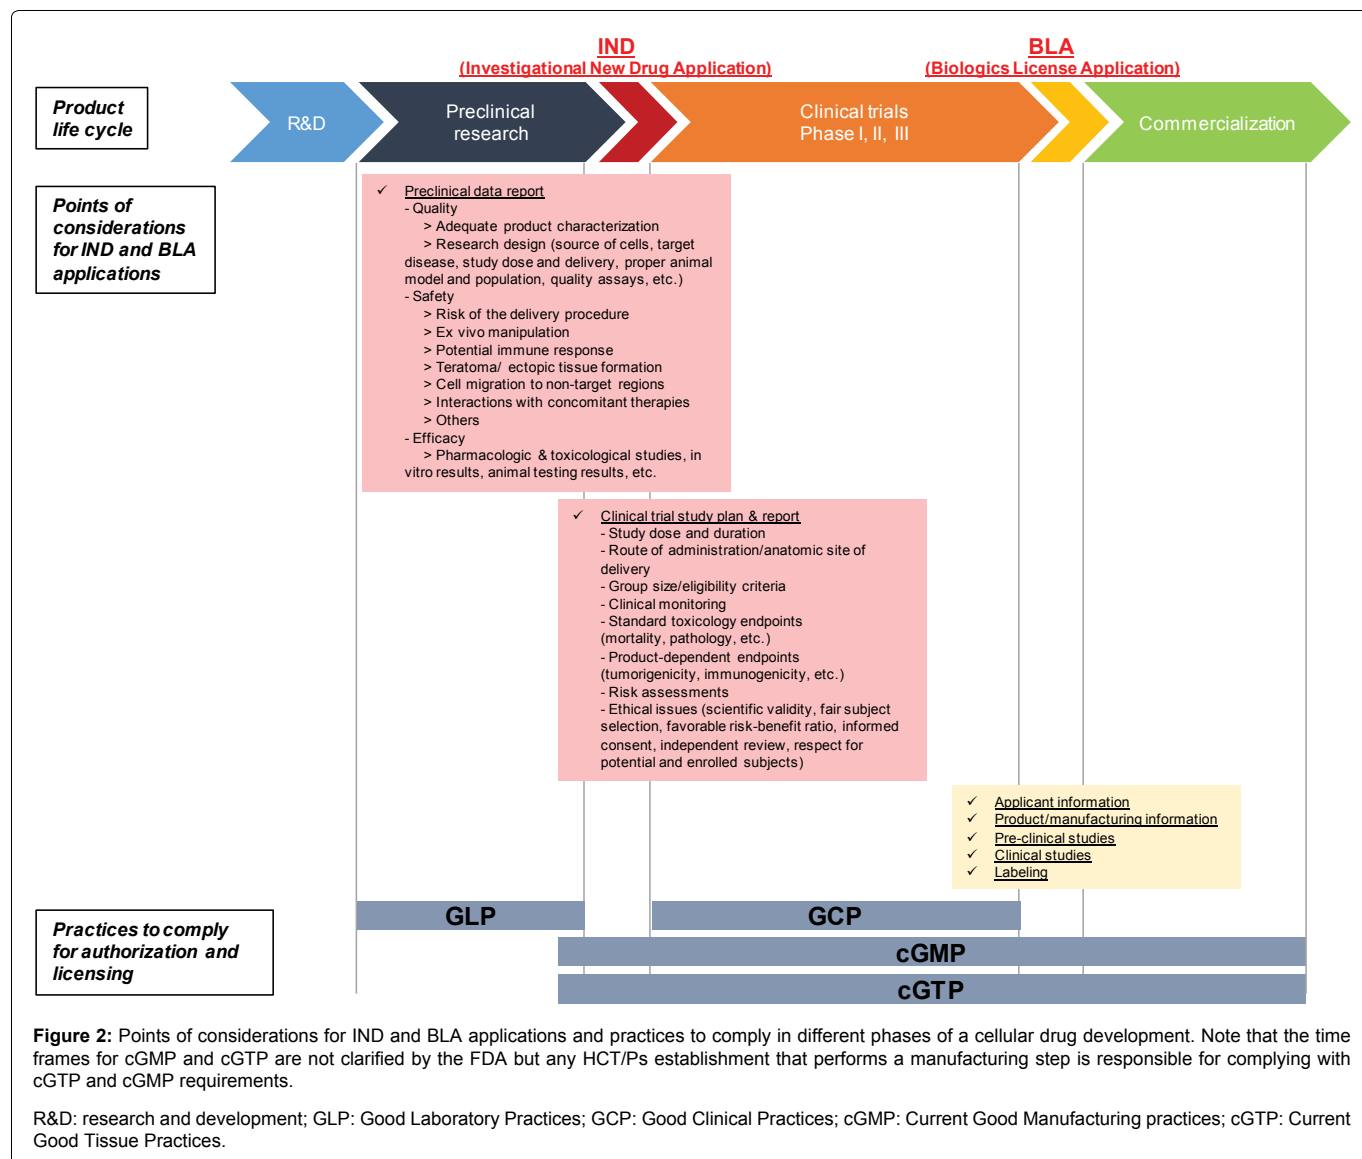 IND
(Investigational New Drug Application)
BLA
(Biologics License Application)
Product
life cycle
R&D
Preclinical
research
Clinical trials
Phase I, II, III
Commercialization
Points of
considerations
for IND and BLA
applications
✓ Preclinical data report
- Quality
> Adequate product characterization
> Research design (source of cells, target
disease, study dose and delivery, proper animal
model and population, quality assays, etc.)
- Safety
> Risk of the delivery procedure
> Ex vivo manipulation
> Potential immune response
> Teratoma/ ectopic tissue formation
> Cell migration to non-target regions
> Interactions with concomitant therapies
> Others
- Efficacy
> Pharmacologic & toxicological studies, in
vitro results, animal testing results, etc.
✓ Clinical trial study plan & report
- Study dose and duration
- Route of administration/anatomic site of
delivery
- Group size/eligibility criteria
- Clinical monitoring
- Standard toxicology endpoints
(mortality, pathology, etc.)
- Product-dependent endpoints
(tumorigenicity, immunogenicity, etc.)
- Risk assessments
- Ethical issues (scientific validity, fair subject
selection, favorable risk-benefit ratio, informed
consent, independent review, respect for
potential and enrolled subjects)
✓ Applicant information
✓ Product/manufacturing information
✓ Pre-clinical studies
✓ Clinical studies
✓ Labeling
Practices to comply
for authorization and
licensing
GLP
GCP
cGMP
cGTP
Figure 2: Points of considerations for IND and BLA applications and practices to comply in different phases of a cellular drug development. Note that the time
frames for cGMP and cGTP are not clarified by the FDA but any HCT/Ps establishment that performs a manufacturing step is responsible for complying with
cGTP and cGMP requirements.
R&D: research and development; GLP: Good Laboratory Practices; GCP: Good Clinical Practices; cGMP: Current Good Manufacturing practices; cGTP: Current
Good Tissue Practices.